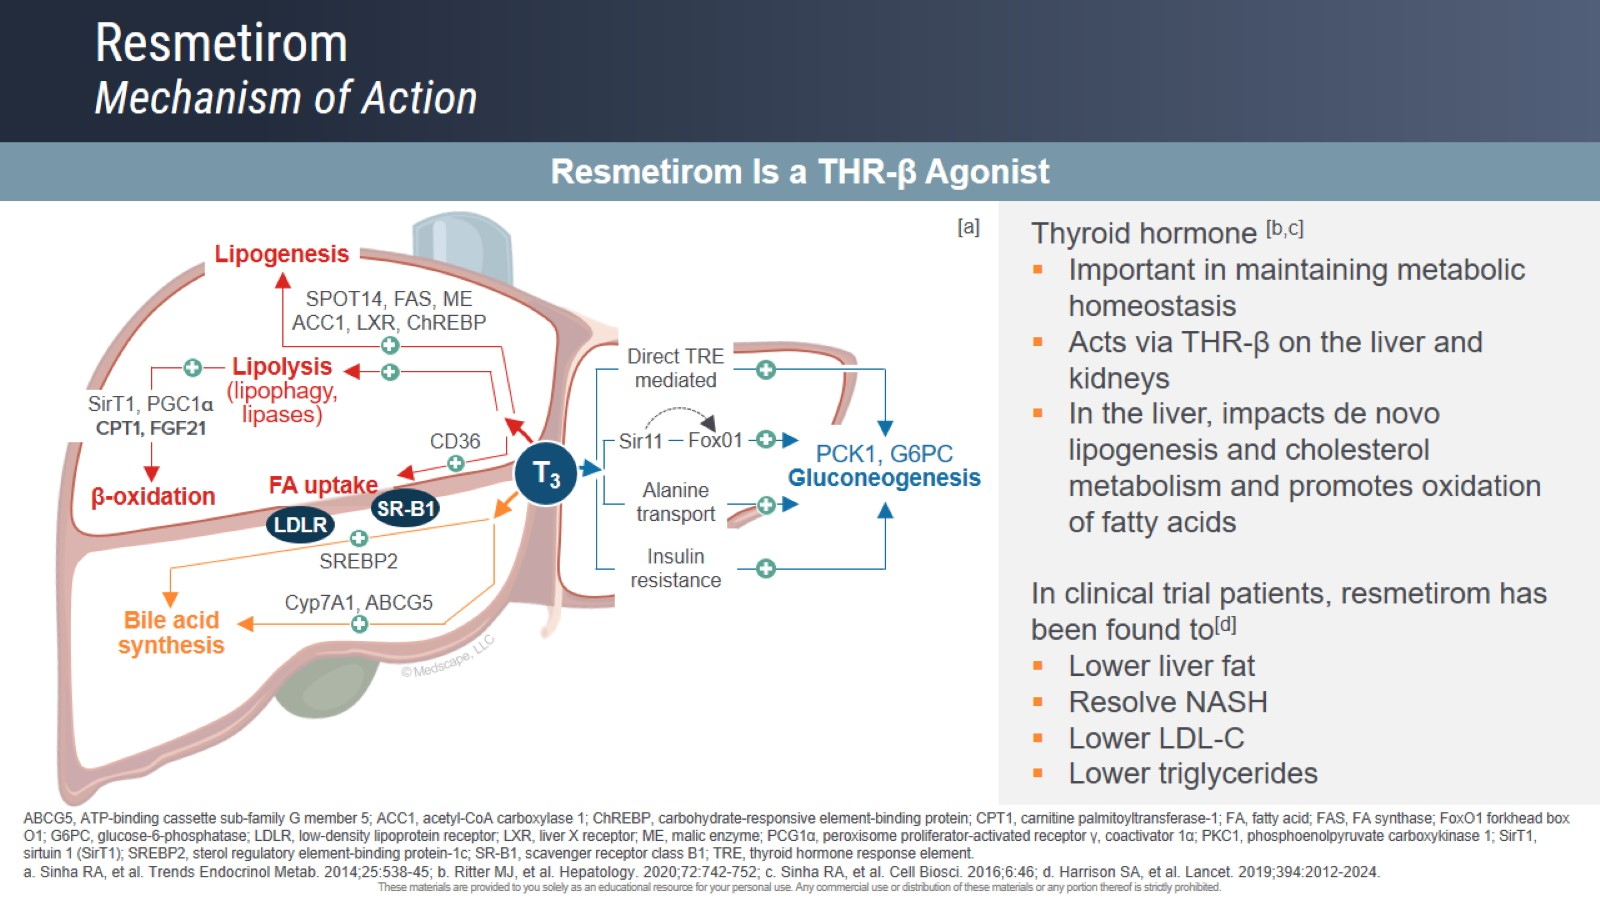 Resmetirom
Mechanism of Action
Resmetirom Is a THR-β Agonist
[a]
Lipogenesis
SPOT14, FAS, ME
ACC1, LXR, ChREBP
Lipolysis
(lipophagy,
lipases)
SirT1, PGC1α
CPT1, FGF21
β-oxidation
CD36
FA uptake
SR-B1
LDLR
SREBP2
Cyp7A1, ABCG5
Bile acid
synthesis
T3
Direct TRE
mediated
Sir11 – Fox01
Alanine
transport
Insulin
resistance
PCK1, G6PC
Gluconeogenesis
© Medscape, LLC
Thyroid hormone [b,c]
Important in maintaining metabolic
homeostasis
Acts via THR-β on the liver and
kidneys
In the liver, impacts de novo
lipogenesis and cholesterol
metabolism and promotes oxidation
of fatty acids
In clinical trial patients, resmetirom has
been found to[d]
Lower liver fat
Resolve NASH
Lower LDL-C
Lower triglycerides
ABCG5, ATP-binding cassette sub-family G member 5; ACC1, acetyl-CoA carboxylase 1; ChREBP, carbohydrate-responsive element-binding protein; CPT1, carnitine palmitoyltransferase-1; FA, fatty acid; FAS, FA synthase; FoxO1 forkhead box
O1; G6PC, glucose-6-phosphatase; LDLR, low-density lipoprotein receptor; LXR, liver X receptor; ME, malic enzyme; PCG1α, peroxisome proliferator-activated receptor γ, coactivator 1α; PKC1, phosphoenolpyruvate carboxykinase 1; SirT1,
sirtuin 1 (SirT1); SREBP2, sterol regulatory element-binding protein-1c; SR-B1, scavenger receptor class B1; TRE, thyroid hormone response element.
a. Sinha RA, et al. Trends Endocrinol Metab. 2014;25:538-45; b. Ritter MJ, et al. Hepatology. 2020;72:742-752; c. Sinha RA, et al. Cell Biosci. 2016;6:46; d. Harrison SA, et al. Lancet. 2019;394:2012-2024.
These materials are provided to you solely as an educational resource for your personal use. Any commercial use or distribution of these materials or any portion thereof is strictly prohibited.